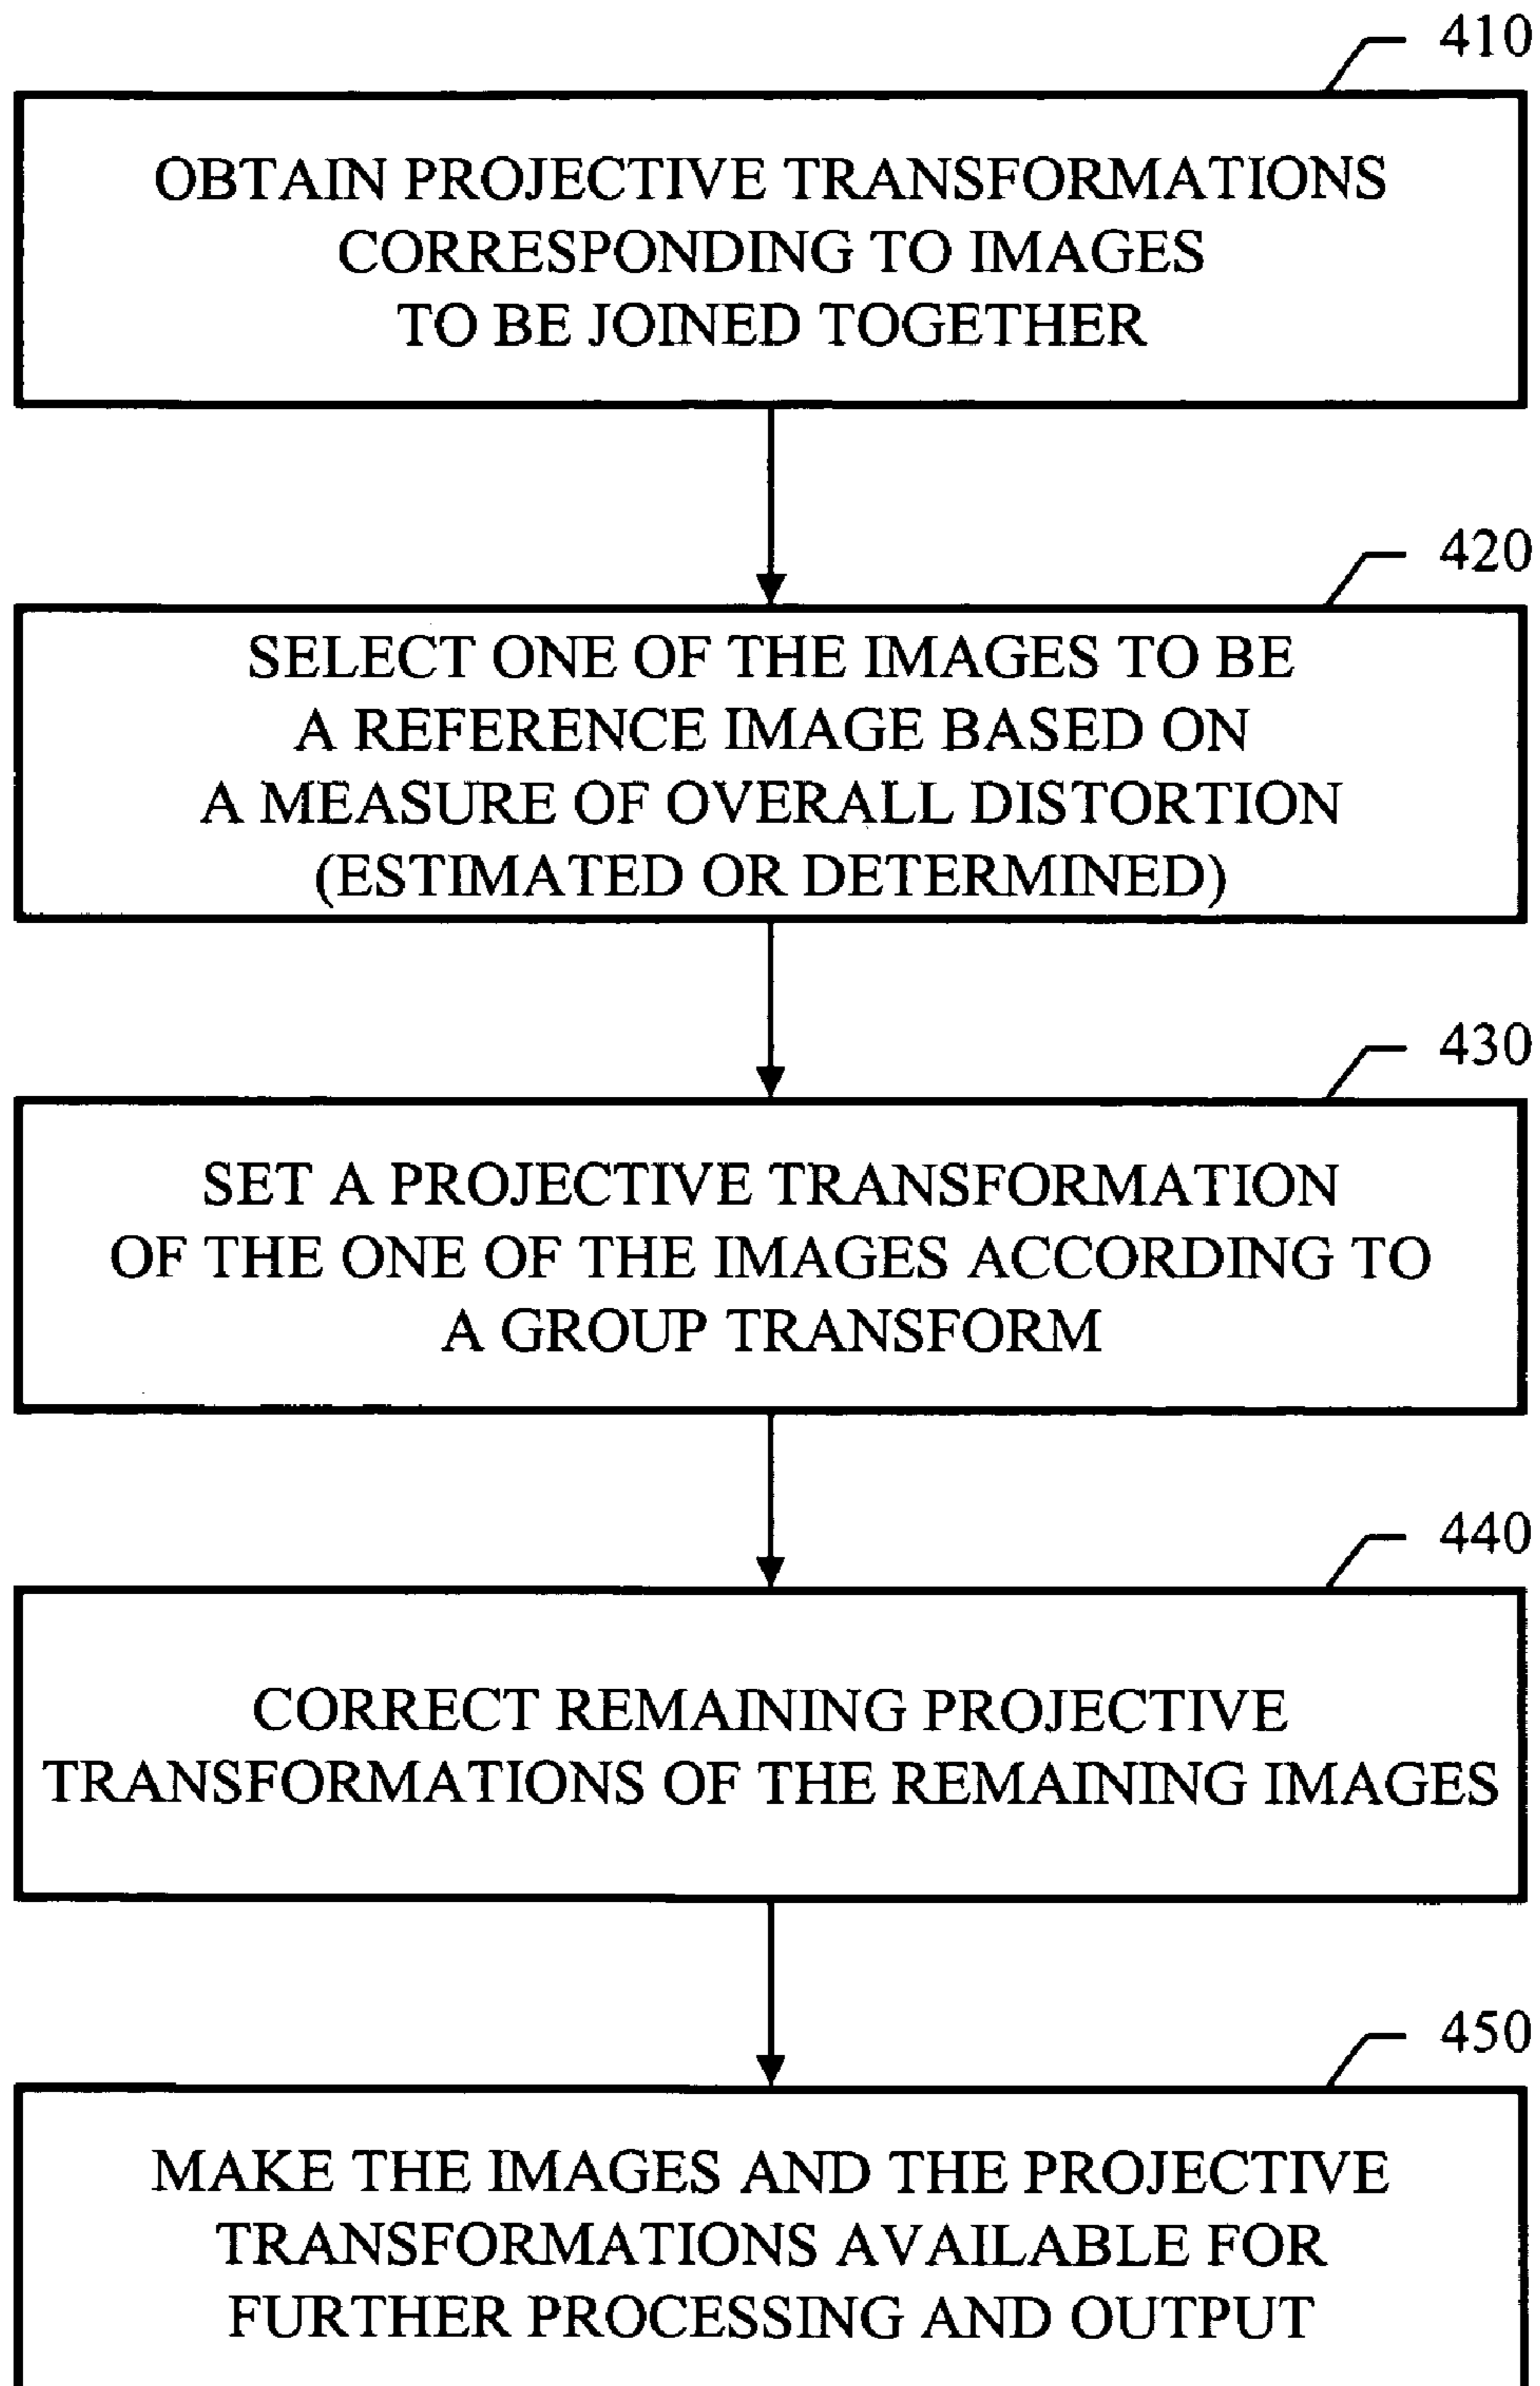 410
OBTAIN PROJECTIVE TRANSFORMATIONS
CORRESPONDING TO IMAGES
TO BE JOINED TOGETHER
420
SELECT ONE OF THE IMAGES TO BE
A REFERENCE IMAGE BASED ON
A MEASURE OF OVERALL DISTORTION
(ESTIMATED OR DETERMINED)
430
SET A PROJECTIVE TRANSFORMATION
OF THE ONE OF THE IMAGES ACCORDING TO
A GROUP TRANSFORM
440
CORRECT REMAINING PROJECTIVE
TRANSFORMATIONS OF THE REMAINING IMAGES
450
MAKE THE IMAGES AND THE PROJECTIVE
TRANSFORMATIONS AVAILABLE FOR
FURTHER PROCESSING AND OUTPUT